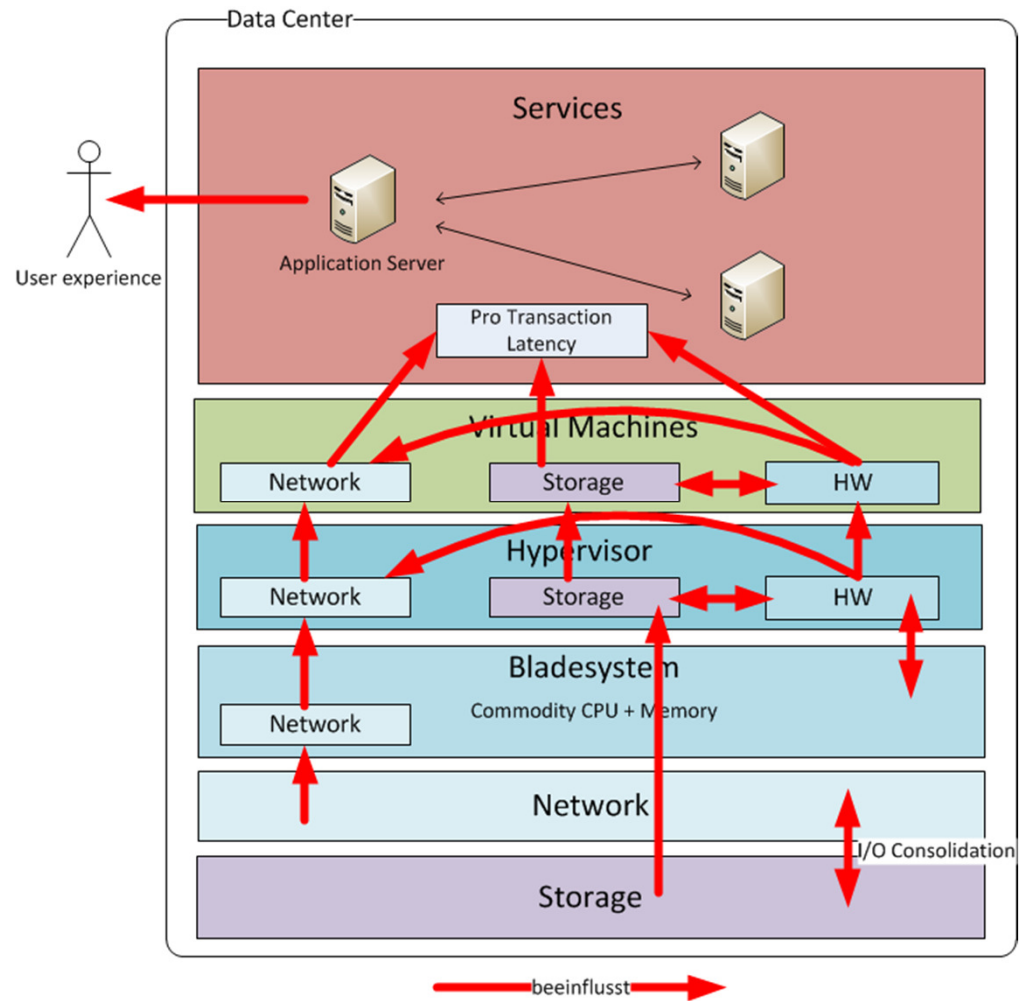 Data Center
Services
User experience
Application Server
Pro Transaction
Latency
Virtual Machines
Network
Storage
HW
Hypervisor
Network
Storage
HW
Bladesystem
Commodity CPU + Memory
Network
Network
I/O Consolidation
Storage
beeinflusst